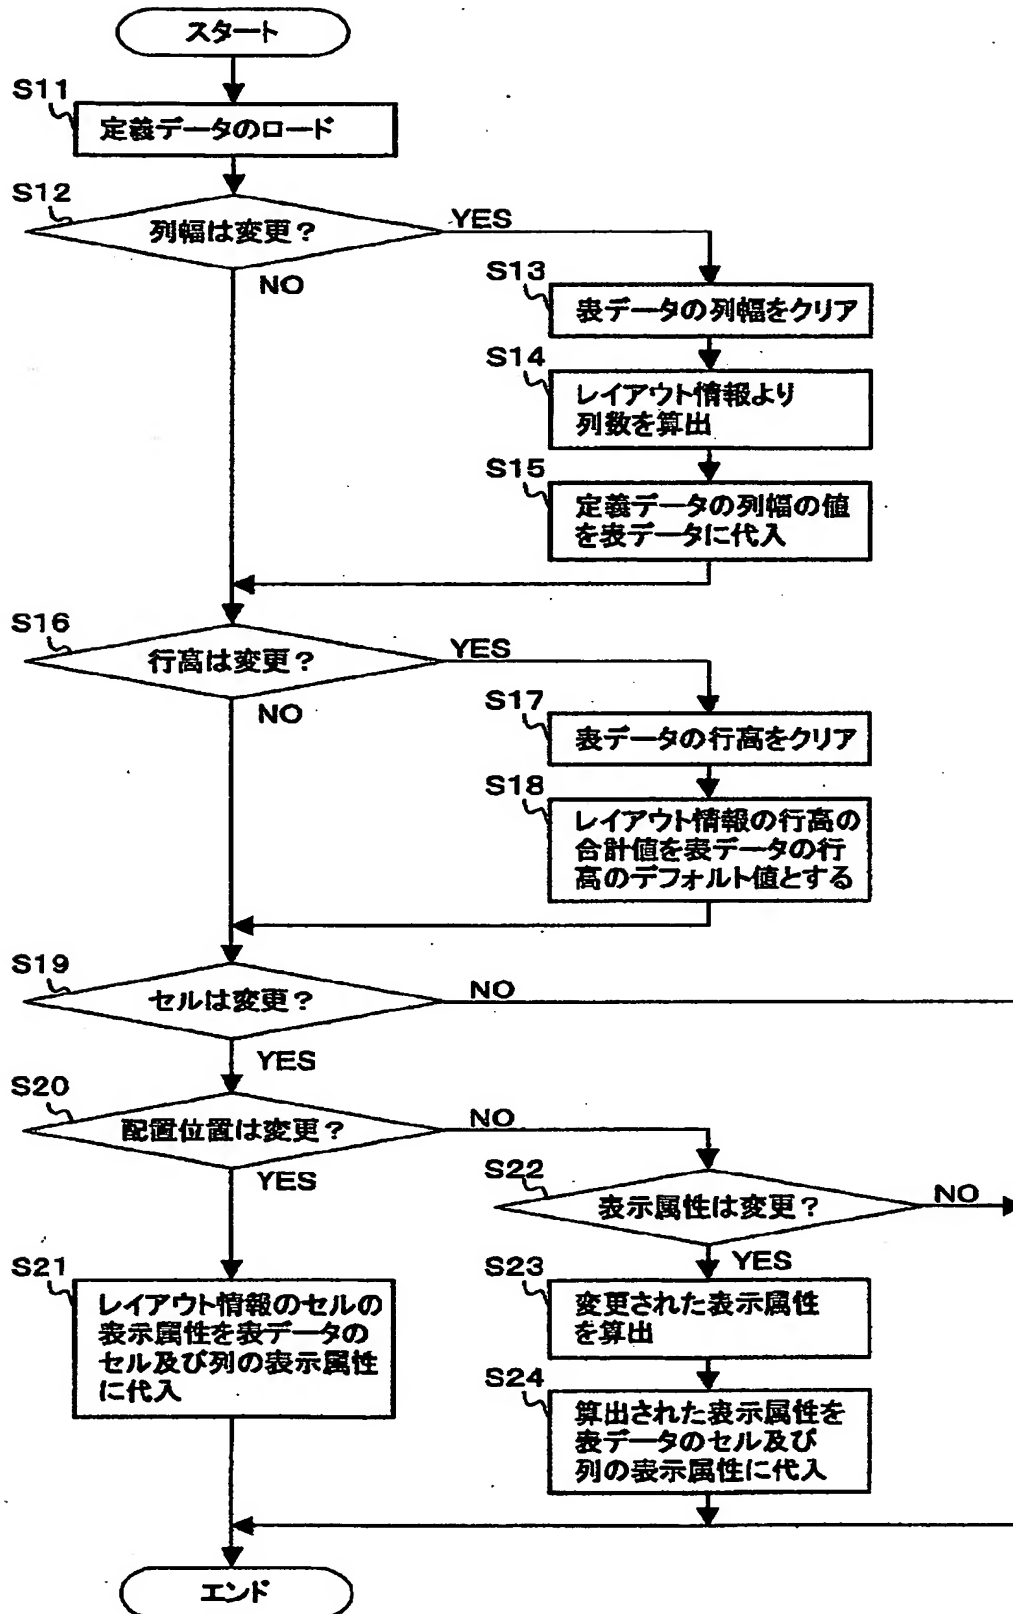 スタート
S11
定義データのロード
S12
列幅は変更？
YES
NO
S13
表データの列幅をクリア
S14
レイアウト情報より
列数を算出
S15
定義データの列幅の値
を表データに代入
S16
行高は変更？
YES
NO
S17
表データの行高をクリア
S18
レイアウト情報の行高の
合計値を表データの行
高のデフォルト値とする
S19
セルは変更？
NO
YES
S20
配置位置は変更？
NO
YES
S22
表示属性は変更？
NO
YES
S21
レイアウト情報のセルの
表示属性を表データの
セル及び列の表示属性
に代入
S23
変更された表示属性
を算出
S24
算出された表示属性を
表データのセル及び
列の表示属性に代入
エンド